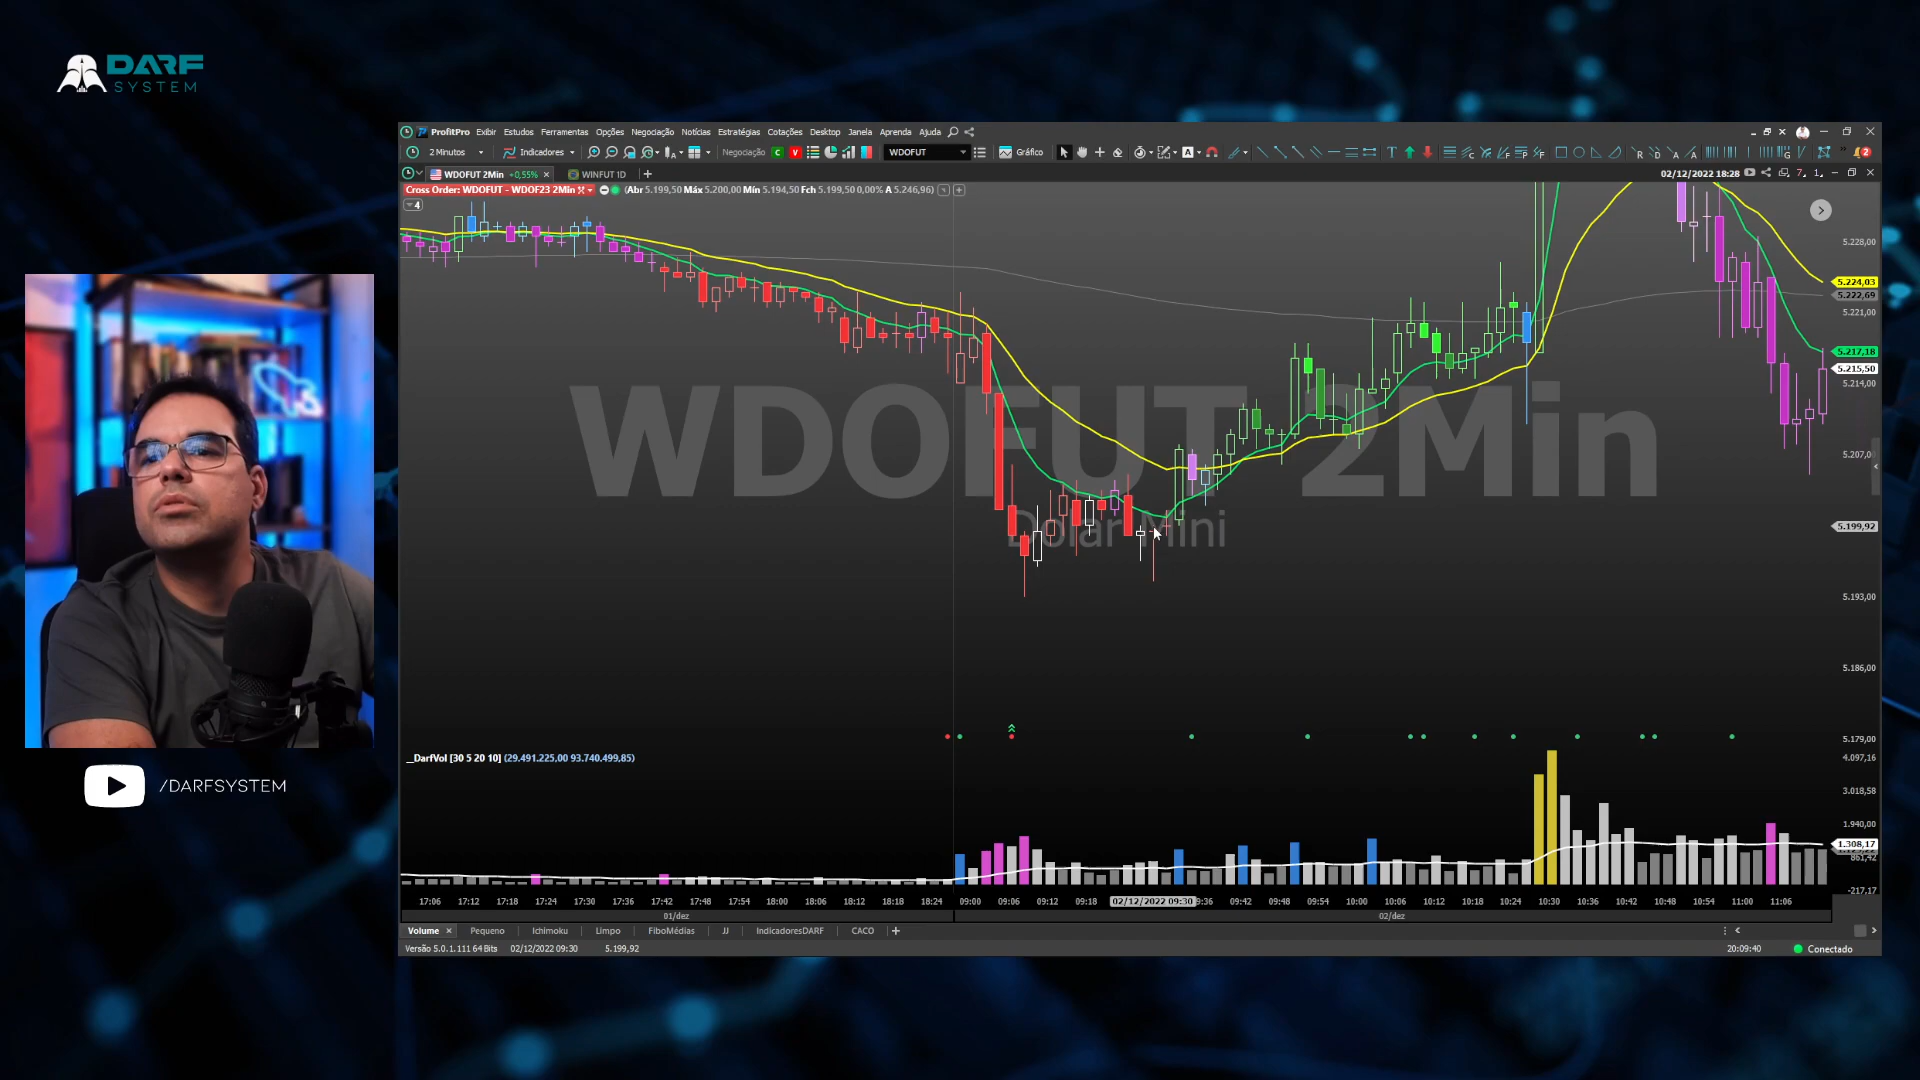 DARF
SYSTEM
ProfitPro Exibir Estudos Ferramentas Opções Negociação Notícias Estratégias Cotações Desktop Janela Aprenda Ajuda
2 Minutos Indicadores Negociação C V WDOFUT Gráfico 2
WDOFUT 2Min +0,55% WINFUT 1D 02/12/2022 18:28
Cross Order: WDOFUT - WDOF23 2Min (Abr 5.199,50 Máx 5.200,00 Mín 5.194,50 Fch 5.199,50 0,00% A 5.246,96)
4
5.228,00
5.224,03
5.222,69
5.221,00
5.217,18
5.215,50
5.214,00
WDOFUT 2Min
5.207,00
Dolar Mini
5.199,92
5.193,00
5.186,00
5.179,00
__DarfVol [30 5 20 10] (29.491.225,00 93.740.499,85)
4.097,16
3.018,58
1.940,00
1.308,17
861,42
-217,17
17:06 17:12 17:18 17:24 17:30 17:36 17:42 17:48 17:54 18:00 18:06 18:12 18:18 18:24 09:00 09:06 09:12 09:18 02/12/2022 09:30 9:36 09:42 09:48 09:54 10:00 10:06 10:12 10:18 10:24 10:30 10:36 10:42 10:48 10:54 11:00 11:06
01/dez 02/dez
Volume Pequeno Ichimoku Limpo FiboMédias JJ IndicadoresDARF CACO
Versão 5.0.1.111 64 Bits 02/12/2022 09:30 5.199,92 20:09:40 Conectado
/DARFSYSTEM